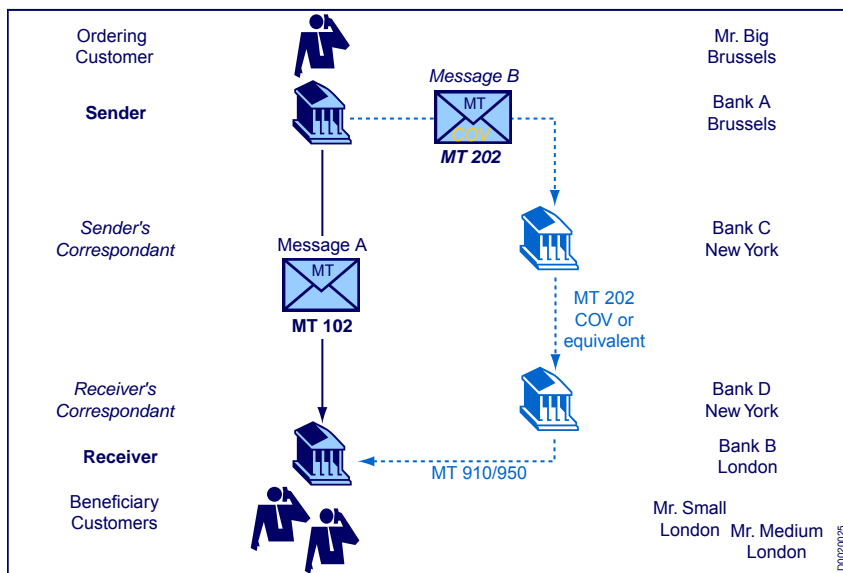 Ordering
Customer
Mr. Big
Brussels
Message B
Sender
MT
COV
MT 202
Bank A
Brussels
Sender's
Correspondant
Bank C
New York
Message A
MT
MT 102
MT 202
COV or
equivalent
Receiver's
Correspondant
Bank D
New York
Receiver
MT 910/950
Bank B
London
Beneficiary
Customers
Mr. Small
London
Mr. Medium
London
D0020025